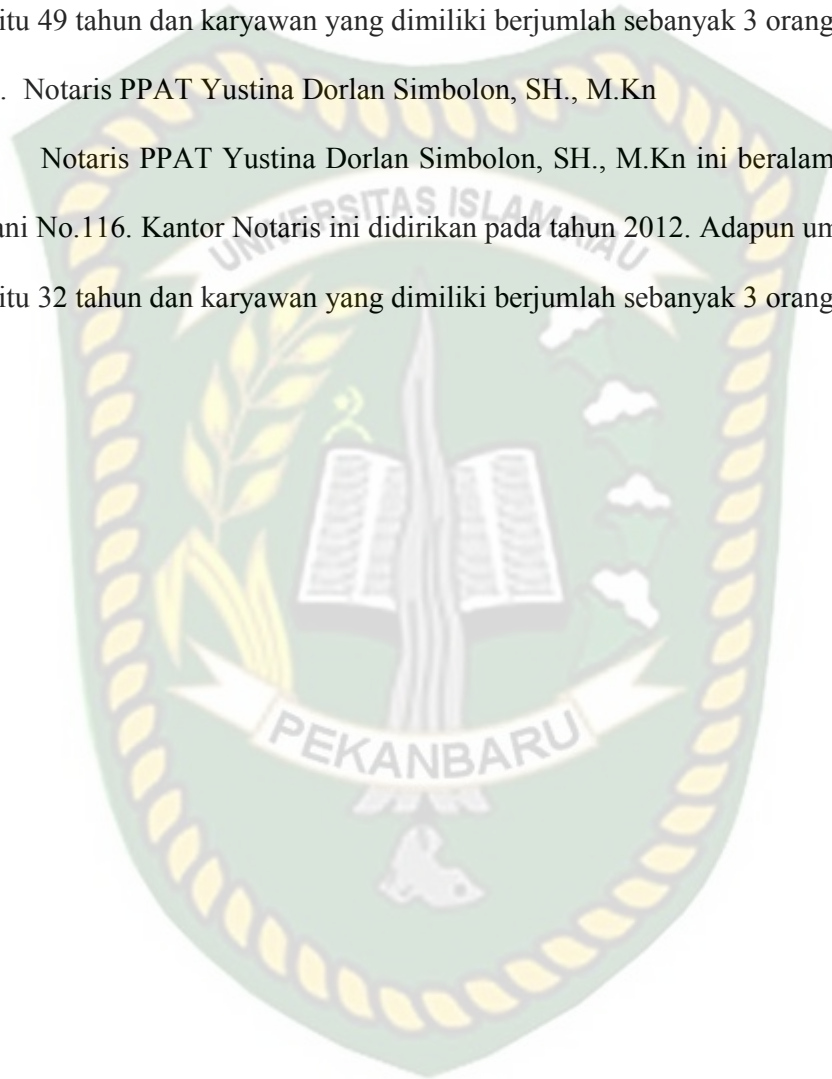 itu 49 tahun dan karyawan yang dimiliki berjumlah sebanyak 3 orang
. Notaris PPAT Yustina Dorlan Simbolon, SH., M.Kn
Notaris PPAT Yustina Dorlan Simbolon, SH., M.Kn ini beralam
ani No.116. Kantor Notaris ini didirikan pada tahun 2012. Adapun um
itu 32 tahun dan karyawan yang dimiliki berjumlah sebanyak 3 orang
UNIVERSITAS ISLAM RIAU
PEKANBARU